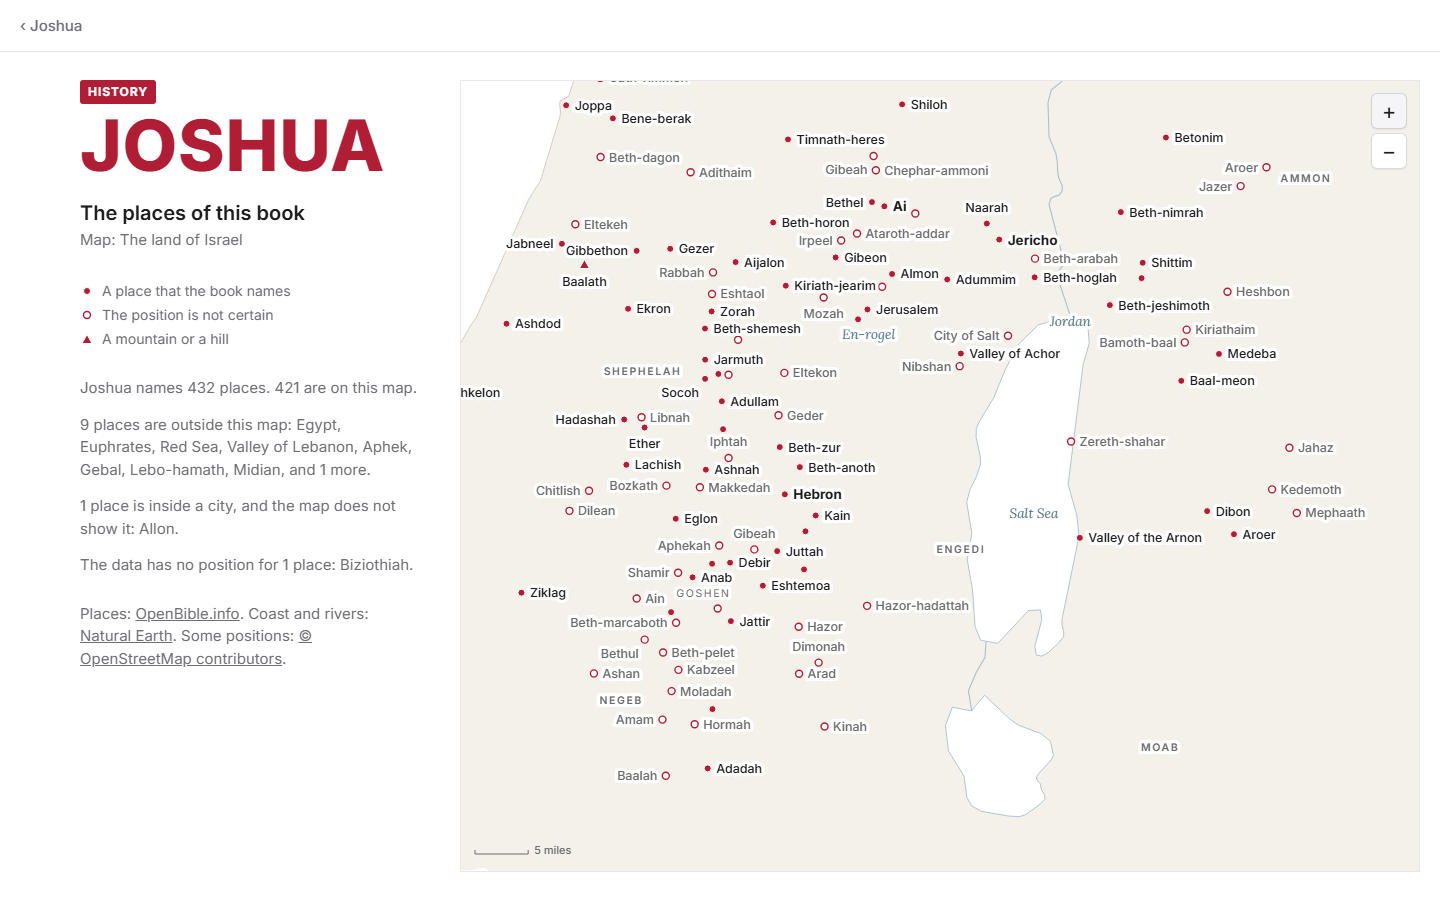 ‹ Joshua
HISTORY
JOSHUA
The places of this book
Map: The land of Israel
A place that the book names
The position is not certain
A mountain or a hill
Joshua names 432 places. 421 are on this map.
9 places are outside this map: Egypt,
Euphrates, Red Sea, Valley of Lebanon, Aphek,
Gebal, Lebo-hamath, Midian, and 1 more.
1 place is inside a city, and the map does not
show it: Allon.
The data has no position for 1 place: Biziothiah.
Places: OpenBible.info. Coast and rivers:
Natural Earth. Some positions: ©
OpenStreetMap contributors.
Joppa
Shiloh
+
Bene-berak
Timnath-heres
Betonim
−
Beth-dagon
Adithaim
Gibeah
Chephar-ammoni
Aroer
AMMON
Jazer
Bethel
Ai
Naarah
Beth-nimrah
Eltekeh
Beth-horon
Ataroth-addar
Irpeel
Jericho
Jabneel
Gibbethon
Gezer
Gibeon
Beth-arabah
Aijalon
Shittim
Rabbah
Almon
Adummim
Beth-hoglah
Baalath
Kiriath-jearim
Eshtaol
Heshbon
Ekron
Zorah
Mozah
Jerusalem
Beth-jeshimoth
Ashdod
Beth-shemesh
En-rogel
City of Salt
Jordan
Kiriathaim
Bamoth-baal
Jarmuth
Valley of Achor
Medeba
SHEPHELAH
Eltekon
Nibshan
Baal-meon
hkelon
Socoh
Adullam
Hadashah
Libnah
Geder
Ether
Iphtah
Beth-zur
Zereth-shahar
Jahaz
Lachish
Ashnah
Beth-anoth
Chitlish
Bozkath
Makkedah
Hebron
Kedemoth
Dilean
Eglon
Kain
Salt Sea
Dibon
Mephaath
Gibeah
Aphekah
Juttah
ENGEDI
Valley of the Arnon
Aroer
Debir
Shamir
Anab
Eshtemoa
Ziklag
Ain
GOSHEN
Hazor-hadattah
Beth-marcaboth
Jattir
Hazor
Bethul
Beth-pelet
Dimonah
Ashan
Kabzeel
Arad
NEGEB
Moladah
Amam
Hormah
Kinah
MOAB
Baalah
Adadah
5 miles